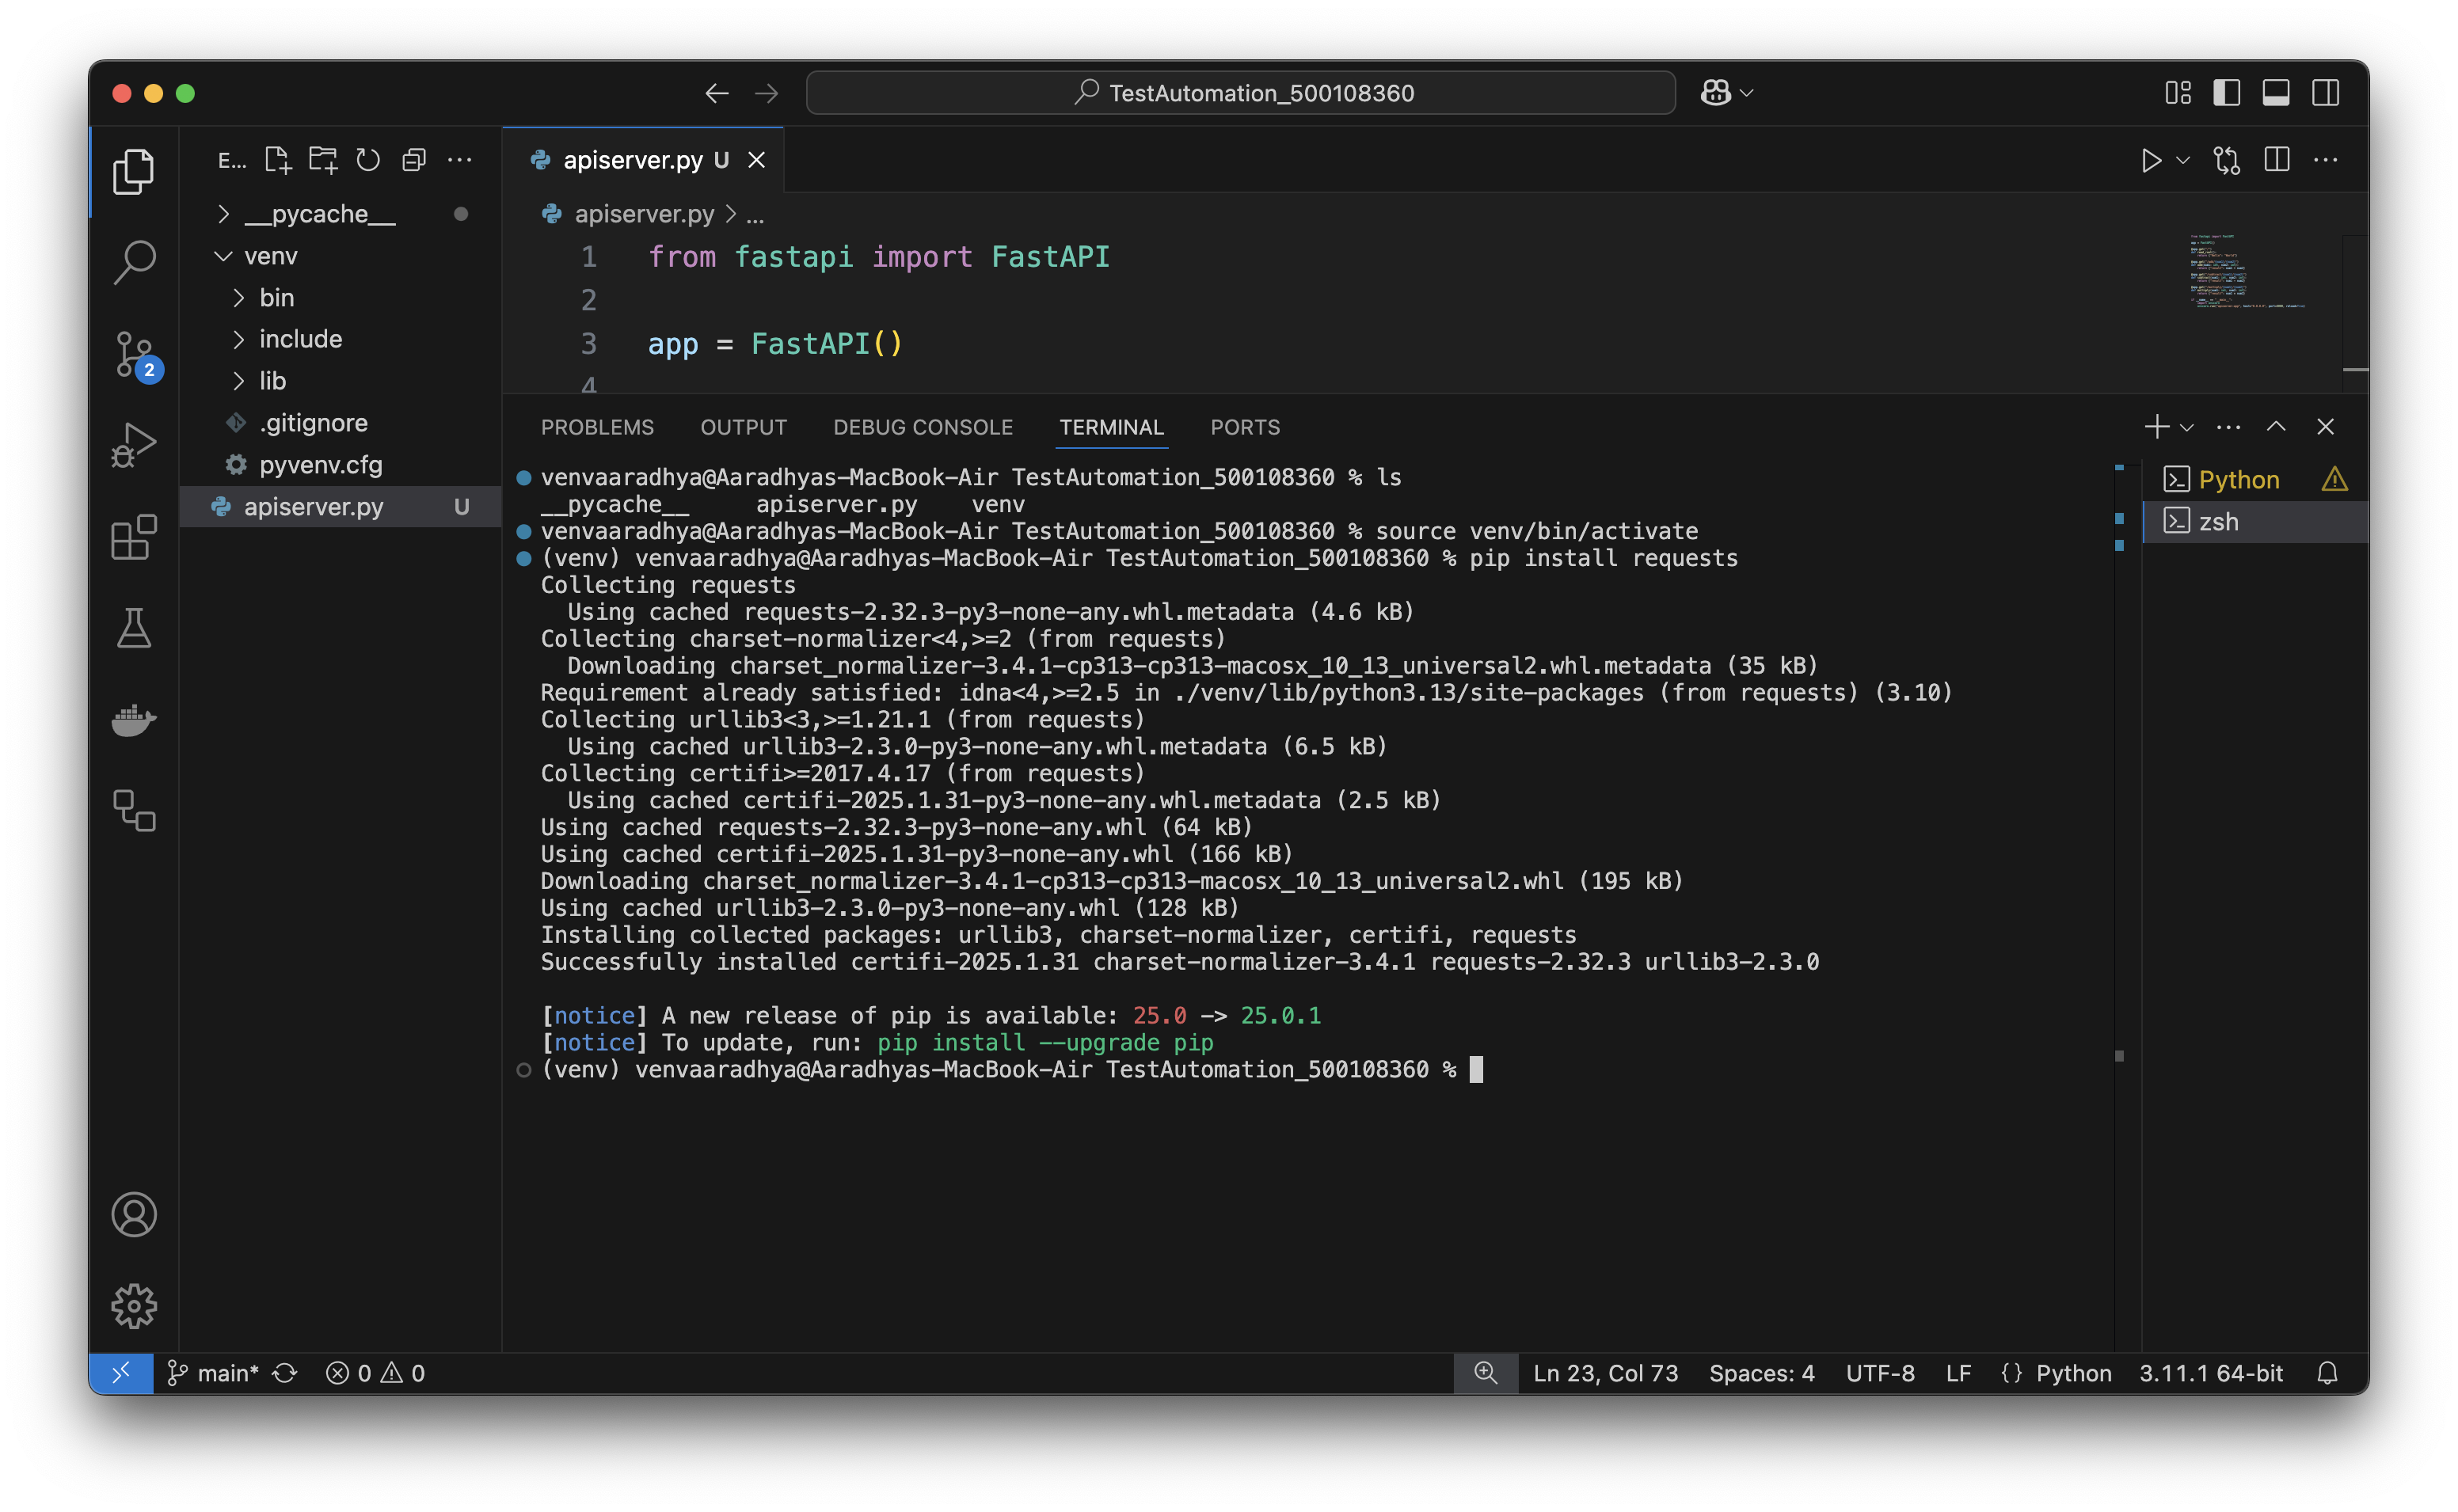 TestAutomation_500108360
E...
__pycache__
venv
bin
include
lib
.gitignore
pyvenv.cfg
apiserver.py U
2
apiserver.py U
apiserver.py > ...
1 from fastapi import FastAPI
2
3 app = FastAPI()
4
PROBLEMS OUTPUT DEBUG CONSOLE TERMINAL PORTS
venvaaradhya@Aaradhyas-MacBook-Air TestAutomation_500108360 % ls
__pycache__ apiserver.py venv
venvaaradhya@Aaradhyas-MacBook-Air TestAutomation_500108360 % source venv/bin/activate
(venv) venvaaradhya@Aaradhyas-MacBook-Air TestAutomation_500108360 % pip install requests
Collecting requests
  Using cached requests-2.32.3-py3-none-any.whl.metadata (4.6 kB)
Collecting charset-normalizer<4,>=2 (from requests)
  Downloading charset_normalizer-3.4.1-cp313-cp313-macosx_10_13_universal2.whl.metadata (35 kB)
Requirement already satisfied: idna<4,>=2.5 in ./venv/lib/python3.13/site-packages (from requests) (3.10)
Collecting urllib3<3,>=1.21.1 (from requests)
  Using cached urllib3-2.3.0-py3-none-any.whl.metadata (6.5 kB)
Collecting certifi>=2017.4.17 (from requests)
  Using cached certifi-2025.1.31-py3-none-any.whl.metadata (2.5 kB)
Using cached requests-2.32.3-py3-none-any.whl (64 kB)
Using cached certifi-2025.1.31-py3-none-any.whl (166 kB)
Downloading charset_normalizer-3.4.1-cp313-cp313-macosx_10_13_universal2.whl (195 kB)
Using cached urllib3-2.3.0-py3-none-any.whl (128 kB)
Installing collected packages: urllib3, charset-normalizer, certifi, requests
Successfully installed certifi-2025.1.31 charset-normalizer-3.4.1 requests-2.32.3 urllib3-2.3.0
[notice] A new release of pip is available: 25.0 -> 25.0.1
[notice] To update, run: pip install --upgrade pip
(venv) venvaaradhya@Aaradhyas-MacBook-Air TestAutomation_500108360 %
Python
zsh
main* 0 0 Ln 23, Col 73 Spaces: 4 UTF-8 LF {} Python 3.11.1 64-bit